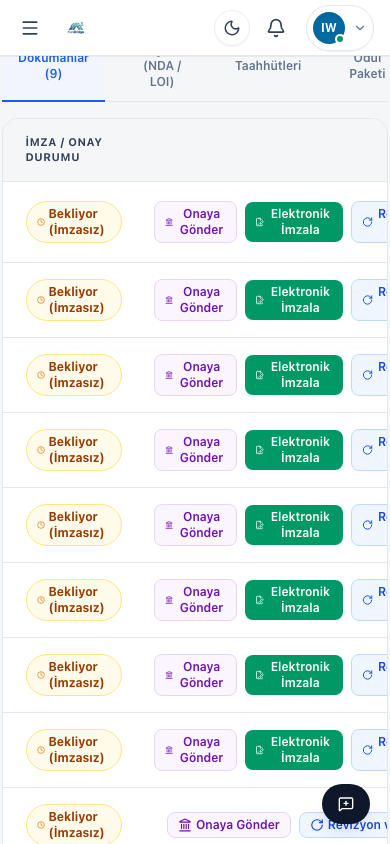 IW
Dokümanlar
(9)
(NDA /
LOI)
Taahhütleri
Ödül
Paketi
İMZA / ONAY
DURUMU
Bekliyor
(İmzasız)
Onaya
Gönder
Elektronik
İmzala
Bekliyor
(İmzasız)
Onaya
Gönder
Elektronik
İmzala
Bekliyor
(İmzasız)
Onaya
Gönder
Elektronik
İmzala
Bekliyor
(İmzasız)
Onaya
Gönder
Elektronik
İmzala
Bekliyor
(İmzasız)
Onaya
Gönder
Elektronik
İmzala
Bekliyor
(İmzasız)
Onaya
Gönder
Elektronik
İmzala
Bekliyor
(İmzasız)
Onaya
Gönder
Elektronik
İmzala
Bekliyor
(İmzasız)
Onaya
Gönder
Elektronik
İmzala
Bekliyor
(İmzasız)
Onaya Gönder
Revizyon